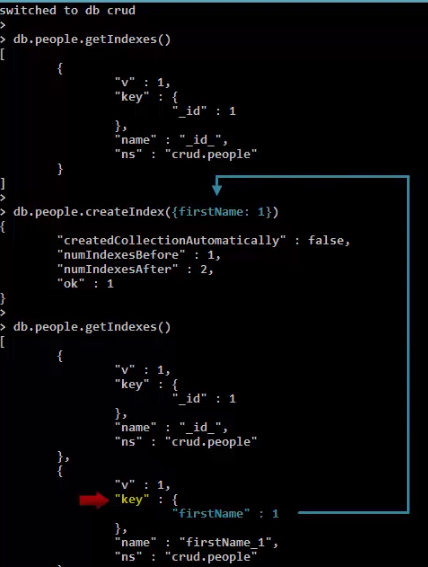 switched to db crud
>
> db.people.getIndexes()
[
{
"v" : 1,
"key" : {
"_id" : 1
},
"name" : "_id_",
"ns" : "crud.people"
}
]
>
> db.people.createIndex({firstName: 1})
{
"createdCollectionAutomatically" : false,
"numIndexesBefore" : 1,
"numIndexesAfter" : 2,
"ok" : 1
}
>
> db.people.getIndexes()
[
{
"v" : 1,
"key" : {
"_id" : 1
},
"name" : "_id_",
"ns" : "crud.people"
},
{
"v" : 1,
"key" : {
"firstName" : 1
},
"name" : "firstName_1",
"ns" : "crud.people"
}